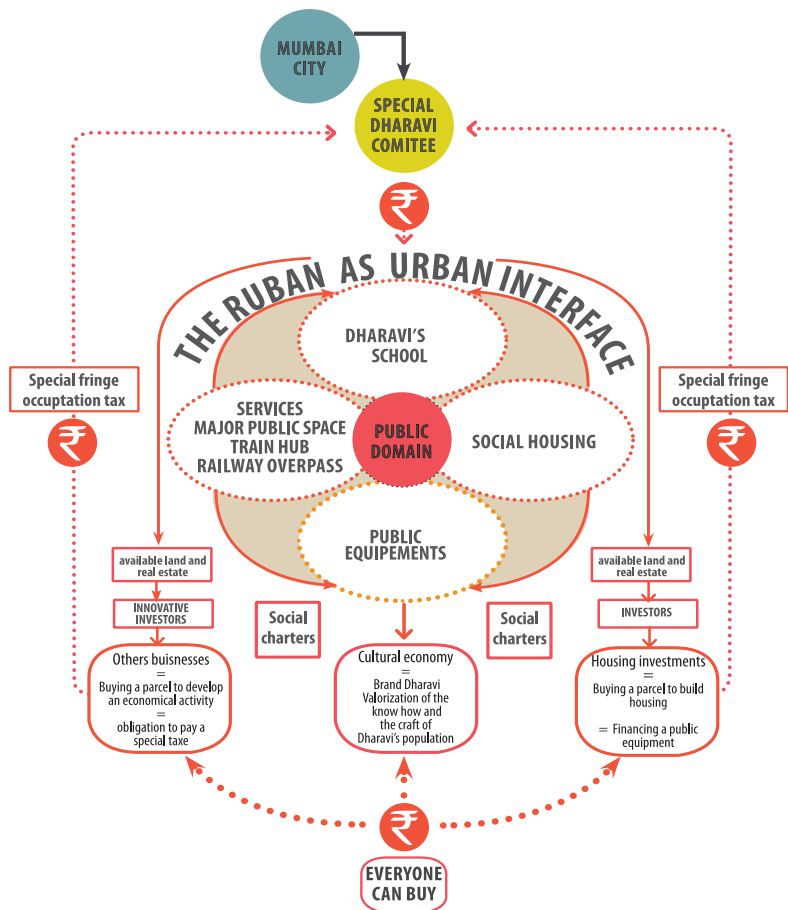 MUMBAI
CITY
SPECIAL
DHARAVI
COMITEE
₹
THE RUBAN AS URBAN INTERFACE
DHARAVI'S
SCHOOL
Special fringe
occuptation tax
₹
SERVICES
MAJOR PUBLIC SPACE
TRAIN HUB
RAILWAY OVERPASS
PUBLIC
DOMAIN
SOCIAL HOUSING
Special fringe
occuptation tax
₹
PUBLIC
EQUIPEMENTS
available land and
real estate
INNOVATIVE
INVESTORS
Social
charters
Social
charters
available land and
real estate
INVESTORS
Others buisnesses
=
Buying a parcel to develop
an economical activity
=
obligation to pay a
special taxe
Cultural economy
=
Brand Dharavi
Valorization of the
know how and
the craft of
Dharavi's population
Housing investments
=
Buying a parcel to build
housing
= Financing a public
equipment
₹
EVERYONE
CAN BUY